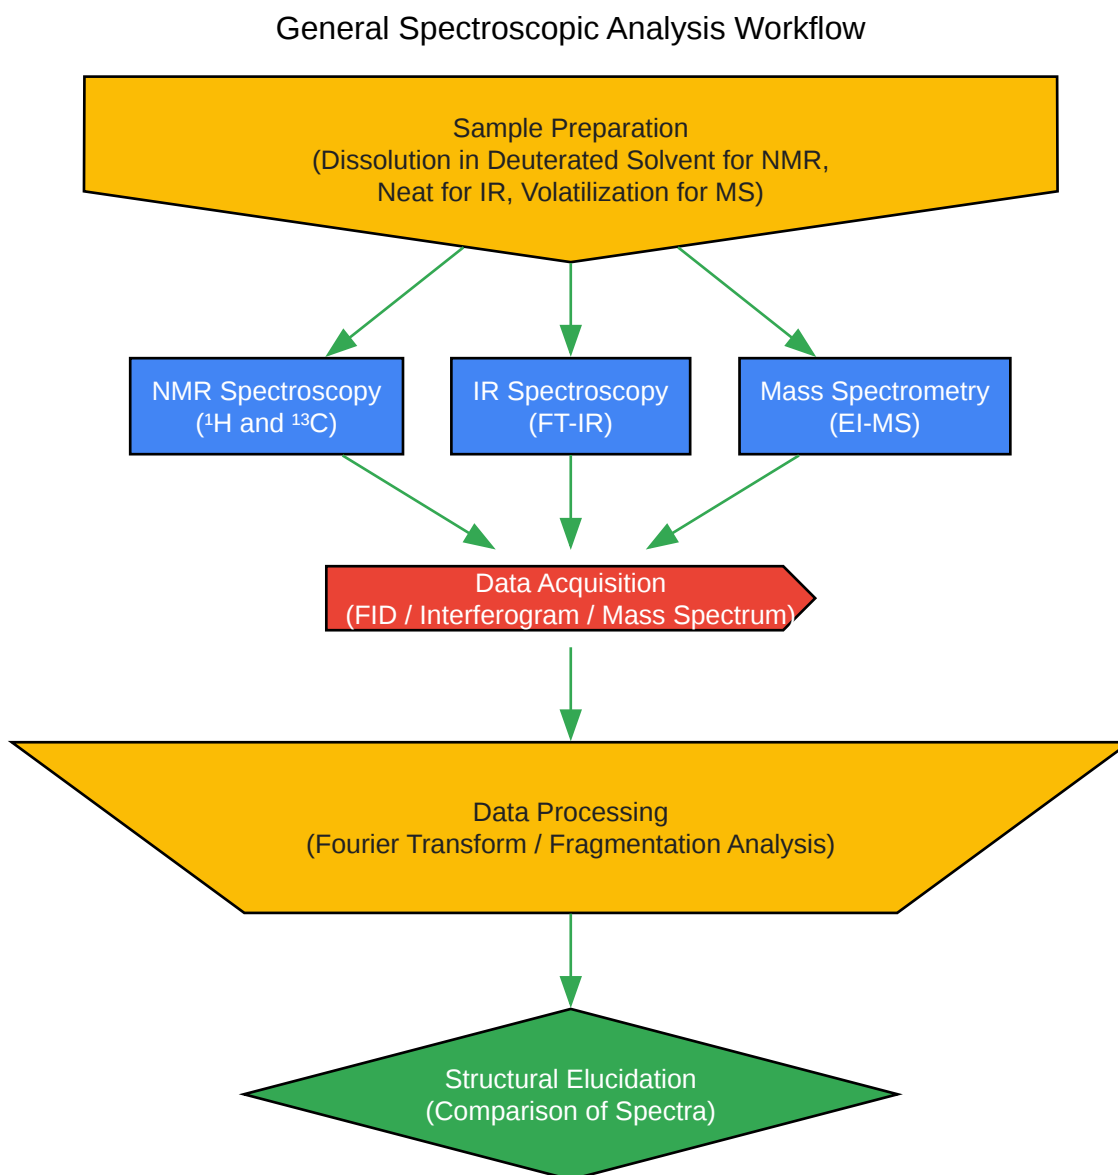 General Spectroscopic Analysis Workflow
Sample Preparation
(Dissolution in Deuterated Solvent for NMR,
Neat for IR, Volatilization for MS)
NMR Spectroscopy
(¹H and ¹³C)
IR Spectroscopy
(FT-IR)
Mass Spectrometry
(EI-MS)
Data Acquisition
(FID / Interferogram / Mass Spectrum)
Data Processing
(Fourier Transform / Fragmentation Analysis)
Structural Elucidation
(Comparison of Spectra)